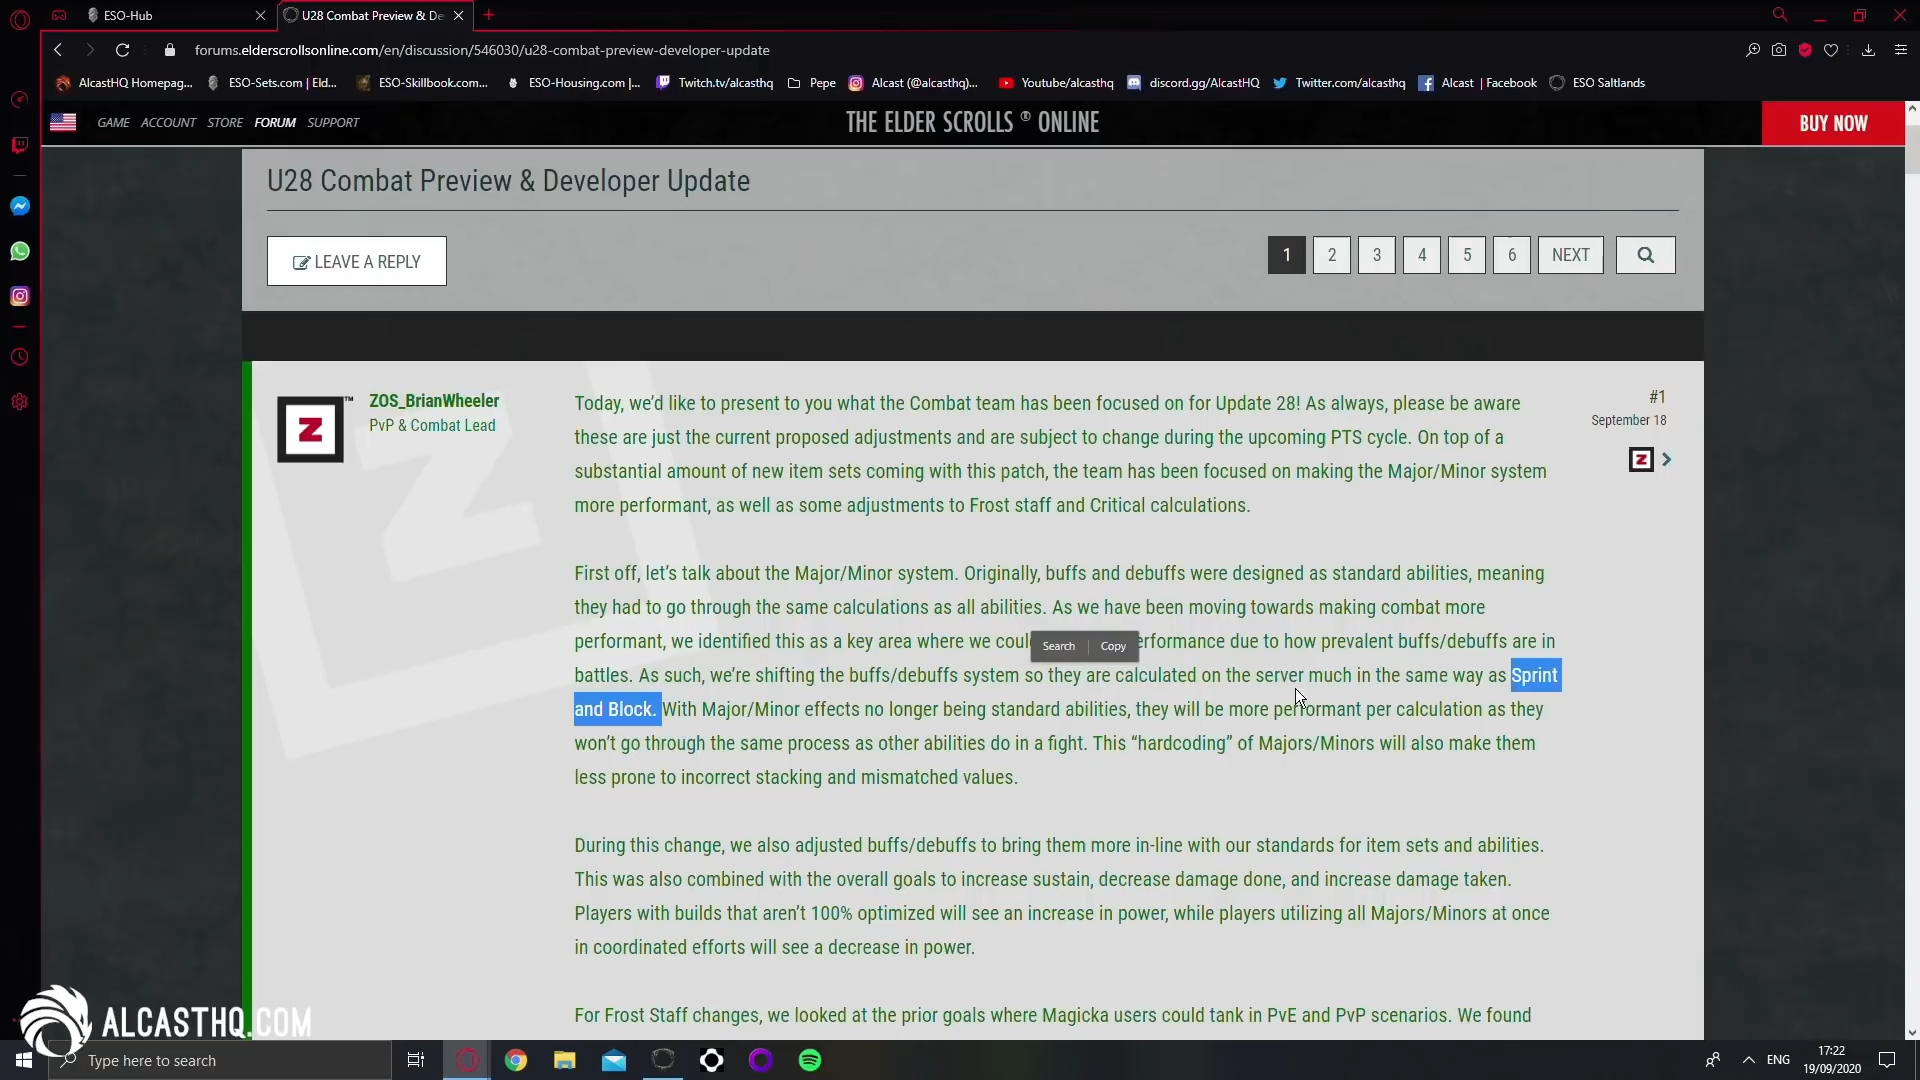 ESO-Hub
U28 Combat Preview & De
forums.elderscrollsonline.com/en/discussion/546030/u28-combat-preview-developer-update
AlcastHQ Homepag...
ESO-Sets.com | Eld...
ESO-Skillbook.com...
ESO-Housing.com |...
Twitch.tv/alcasthq
Pepe
Alcast (@alcasthq)...
Youtube/alcasthq
discord.gg/AlcastHQ
Twitter.com/alcasthq
Alcast | Facebook
ESO Saltlands
GAME ACCOUNT STORE FORUM SUPPORT
THE ELDER SCROLLS ® ONLINE
BUY NOW
U28 Combat Preview & Developer Update
LEAVE A REPLY
1 2 3 4 5 6 NEXT
Z ™
ZOS_BrianWheeler
PvP & Combat Lead
#1
September 18
Z
Today, we’d like to present to you what the Combat team has been focused on for Update 28! As always, please be aware
these are just the current proposed adjustments and are subject to change during the upcoming PTS cycle. On top of a
substantial amount of new item sets coming with this patch, the team has been focused on making the Major/Minor system
more performant, as well as some adjustments to Frost staff and Critical calculations.
First off, let’s talk about the Major/Minor system. Originally, buffs and debuffs were designed as standard abilities, meaning
they had to go through the same calculations as all abilities. As we have been moving towards making combat more
performant, we identified this as a key area where we due to how prevalent buffs/debuffs are in
Search Copy
battles. As such, we’re shifting the buffs/debuffs system so they are calculated on the server much in the same way as Sprint
and Block. With Major/Minor effects no longer being standard abilities, they will be more performant per calculation as they
won’t go through the same process as other abilities do in a fight. This “hardcoding” of Majors/Minors will also make them
less prone to incorrect stacking and mismatched values.
During this change, we also adjusted buffs/debuffs to bring them more in-line with our standards for item sets and abilities.
This was also combined with the overall goals to increase sustain, decrease damage done, and increase damage taken.
Players with builds that aren’t 100% optimized will see an increase in power, while players utilizing all Majors/Minors at once
in coordinated efforts will see a decrease in power.
For Frost Staff changes, we looked at the prior goals where Magicka users could tank in PvE and PvP scenarios. We found
ALCASTHQ.COM
Type here to search
ENG
17:22
19/09/2020